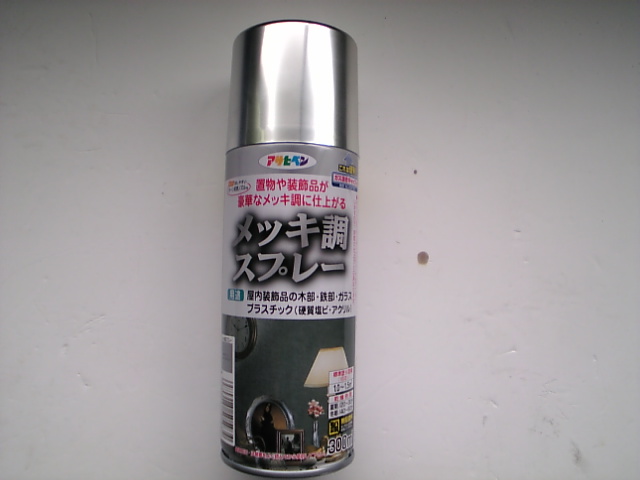 アサヒペン
置物や装飾品が
豪華なメッキ調に仕上がる
メッキ調
スプレー
用途
屋内装飾品の木部・鉄部・ガラス
プラスチック(硬質塩ビ・アクリル)
300ml